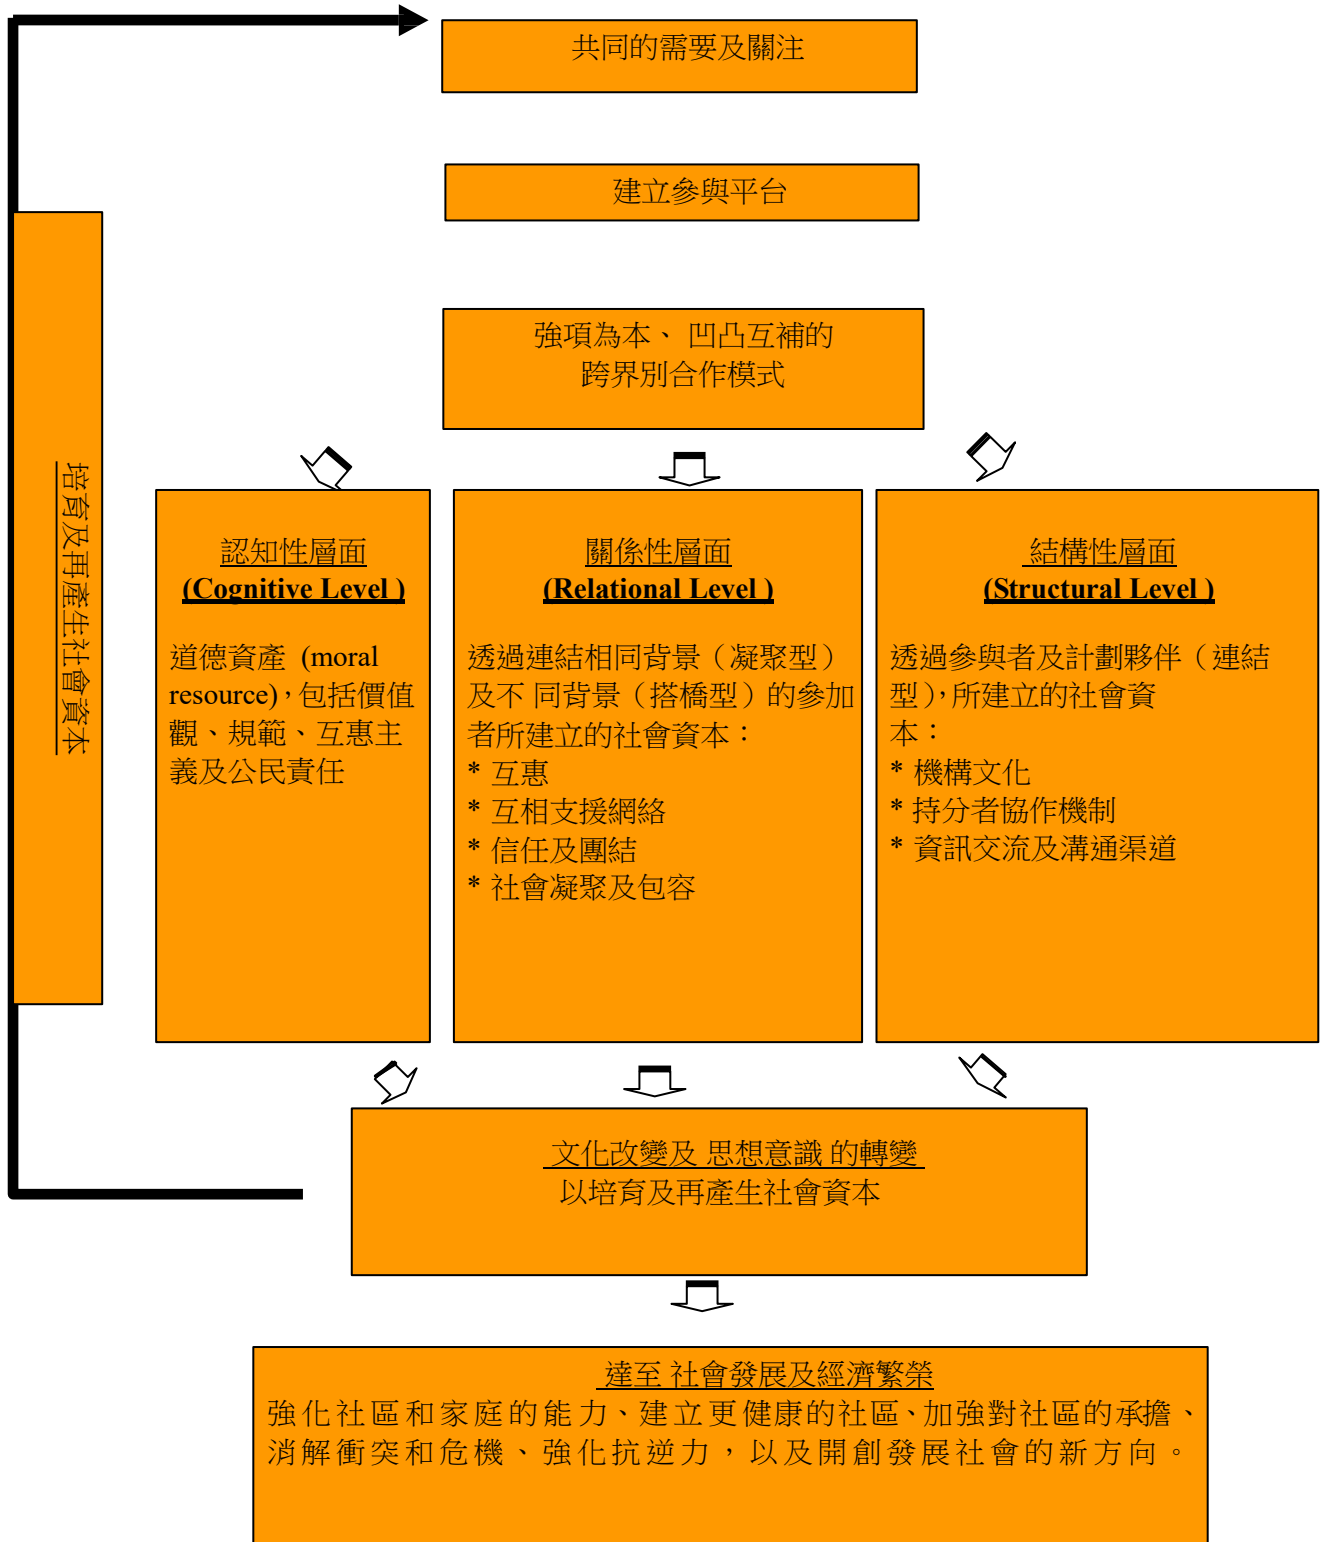 共同的需要及關注
建立參與平台
強項為本、 凹凸互補的
跨界別合作模式
培育及再產生社會資本
認知性層面
(Cognitive Level )
道德資產 (moral
resource)，包括價值
觀、規範、互惠主
義及公民責任
關係性層面
(Relational Level )
透過連結相同背景（凝聚型）
及不 同背景（搭橋型）的參加
者所建立的社會資本：
* 互惠
* 互相支援網絡
* 信任及團結
* 社會凝聚及包容
結構性層面
(Structural Level )
透過參與者及計劃夥伴（連結
型），所建立的社會資
本：
* 機構文化
* 持分者協作機制
* 資訊交流及溝通渠道
文化改變及 思想意識 的轉變
以培育及再產生社會資本
達至 社會發展及經濟繁榮
強化社區和家庭的能力、建立更健康的社區、加強對社區的承擔、
消解衝突和危機、強化抗逆力，以及開創發展社會的新方向。